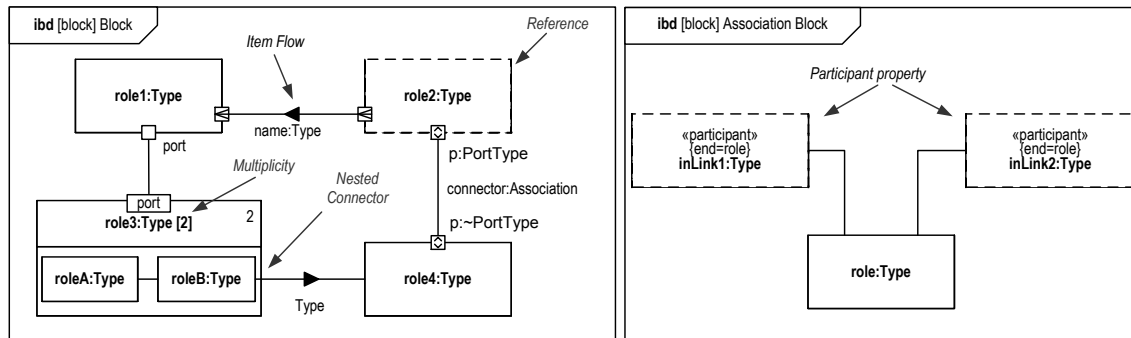 ibd [block] Block
Reference
Item Flow
role1:Type
role2:Type
name:Type
port
p:PortType
Multiplicity
Nested
Connector
connector:Association
port
2
role3:Type [2]
p:~PortType
roleA:Type
roleB:Type
role4:Type
Type
ibd [block] Association Block
Participant property
«participant»
{end=role}
inLink1:Type
«participant»
{end=role}
inLink2:Type
role:Type